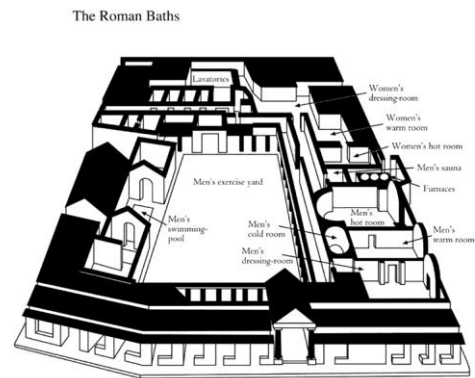 The Roman Baths
Lavatories
Women's
dressing-room
Women's
warm room
Women's hot room
Men's sauna
Furnaces
Men's exercise yard
Men's
hot room
Men's
swimming-
pool
Men's
cold room
Men's
warm room
Men's
dressing-room